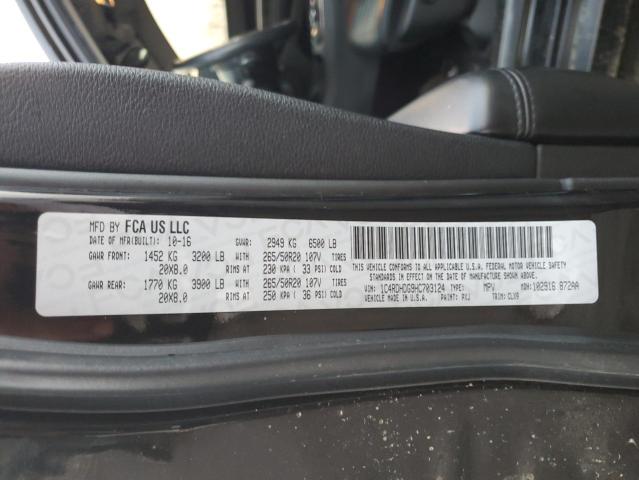 MFD BY FCA US LLC
DATE OF MFR(BUILT): 10-16 GVWR: 2949 KG 6500 LB
GAWR FRONT: 1452 KG 3200 LB WITH 265/50R20 107V TIRES
20X8.0 RIMS AT 230 KPA ( 33 PSI) COLD
GAWR REAR: 1770 KG 3900 LB WITH 265/50R20 107V TIRES
20X8.0 RIMS AT 250 KPA ( 36 PSI) COLD
THIS VEHICLE CONFORMS TO ALL APPLICABLE U.S.A. FEDERAL MOTOR VEHICLE SAFETY
STANDARDS IN EFFECT ON THE DATE OF MANUFACTURE SHOWN ABOVE.
VIN: 1C4RDHDG9HC703124 TYPE: MPV MDH: 102916 872AA
VEHICLE MADE IN U.S.A. PAINT: PXJ TRIM: CLX9